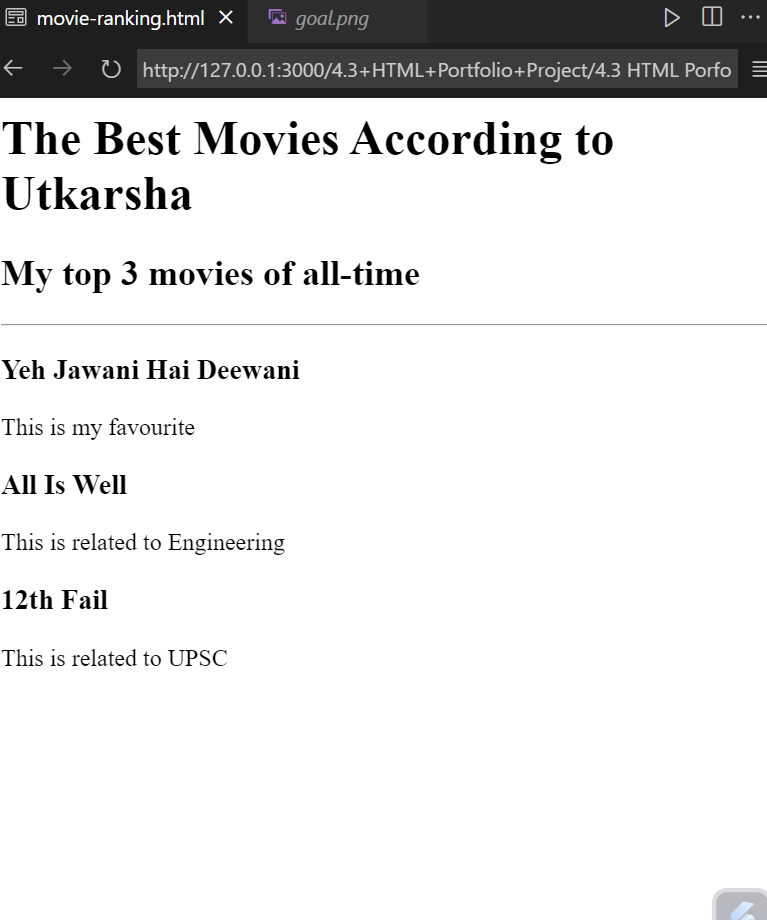 movie-ranking.html
goal.png
http://127.0.0.1:3000/4.3+HTML+Portfolio+Project/4.3 HTML Porfo
The Best Movies According to
Utkarsha
My top 3 movies of all-time
Yeh Jawani Hai Deewani
This is my favourite
All Is Well
This is related to Engineering
12th Fail
This is related to UPSC